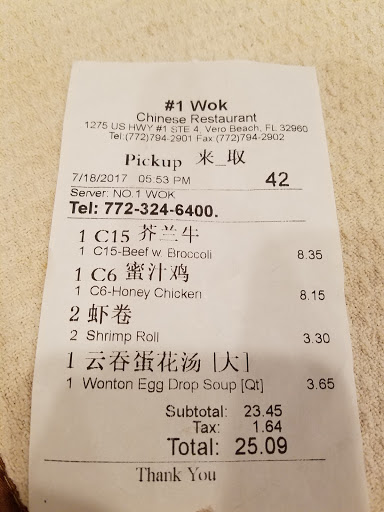 #1 Wok
Chinese Restaurant
1275 US HWY #1 STE 4, Vero Beach, FL 32960
Tel:(772)794-2901 Fax:(772)794-2902
Pickup 来 取
7/18/2017 05:53 PM 42
Server: NO.1 WOK
Tel: 772-324-6400.
1 C15 芥兰牛
1 C15-Beef w. Broccoli 8.35
1 C6 蜜汁鸡
1 C6-Honey Chicken 8.15
2 虾卷
2 Shrimp Roll 3.30
1 云吞蛋花汤 [大]
1 Wonton Egg Drop Soup [Qt] 3.65
Subtotal: 23.45
Tax: 1.64
Total: 25.09
Thank You